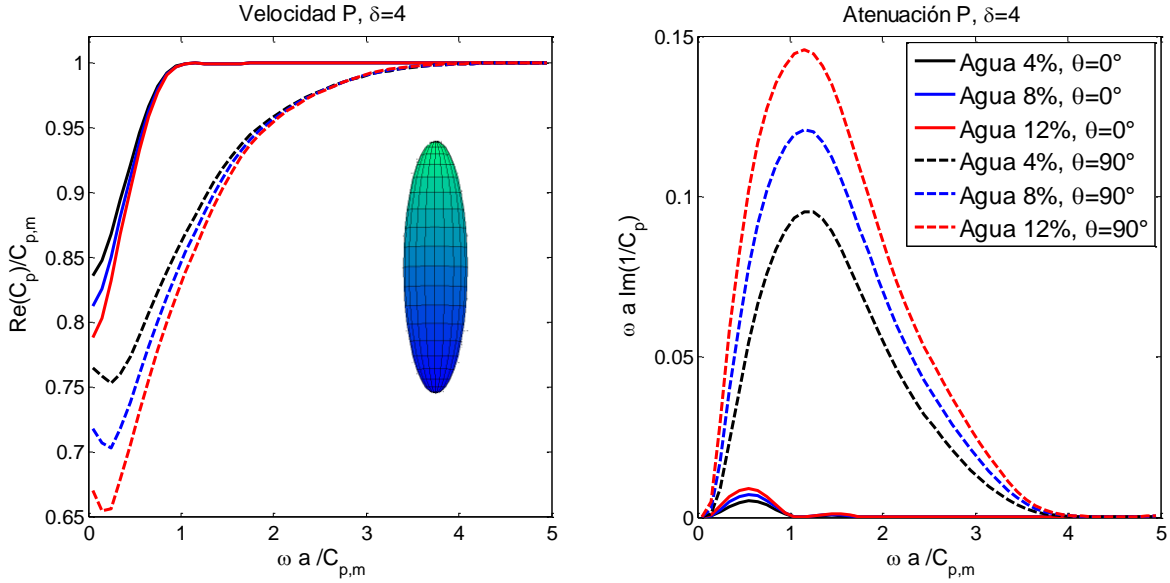 Velocidad P, δ=4
Re(C_p)/C_{p,m}
1
0.95
0.9
0.85
0.8
0.75
0.7
0.65
0 1 2 3 4 5
ω a /C_{p,m}
Atenuación P, δ=4
ω a Im(1/C_p)
0.15
0.1
0.05
0
0 1 2 3 4 5
ω a /C_{p,m}
Agua 4%, θ=0°
Agua 8%, θ=0°
Agua 12%, θ=0°
Agua 4%, θ=90°
Agua 8%, θ=90°
Agua 12%, θ=90°